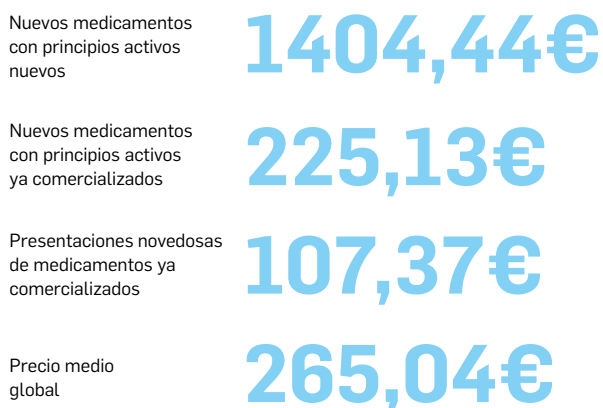 Nuevos medicamentos
con principios activos
nuevos
1404,44€
Nuevos medicamentos
con principios activos
ya comercializados
225,13€
Presentaciones novedosas
de medicamentos ya
comercializados
107,37€
Precio medio
global
265,04€